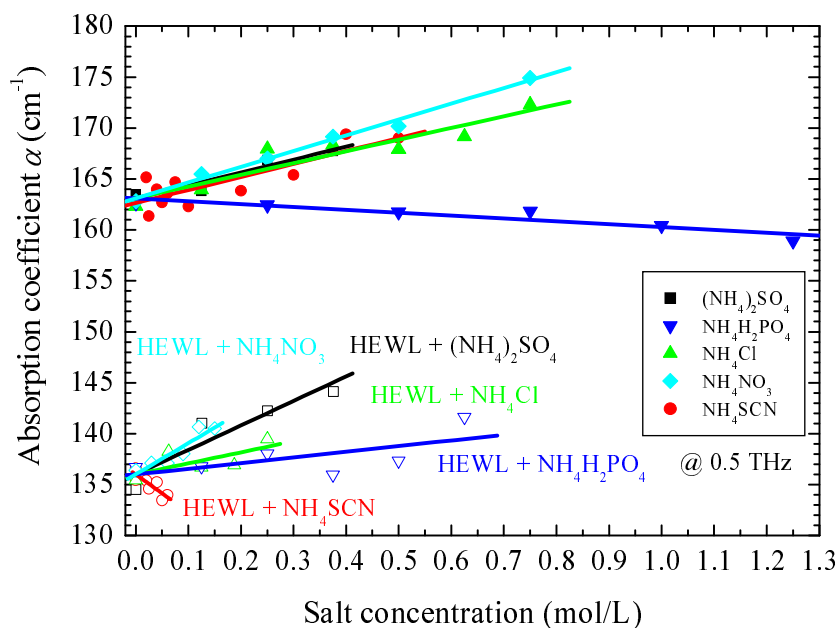 180
175
170
165
160
155
150
145
140
135
130
Absorption coefficient α (cm⁻¹)
(NH₄)₂SO₄
NH₄H₂PO₄
NH₄Cl
NH₄NO₃
NH₄SCN
@ 0.5 THz
HEWL + NH₄NO₃
HEWL + (NH₄)₂SO₄
HEWL + NH₄Cl
HEWL + NH₄H₂PO₄
HEWL + NH₄SCN
0.0 0.1 0.2 0.3 0.4 0.5 0.6 0.7 0.8 0.9 1.0 1.1 1.2 1.3
Salt concentration (mol/L)